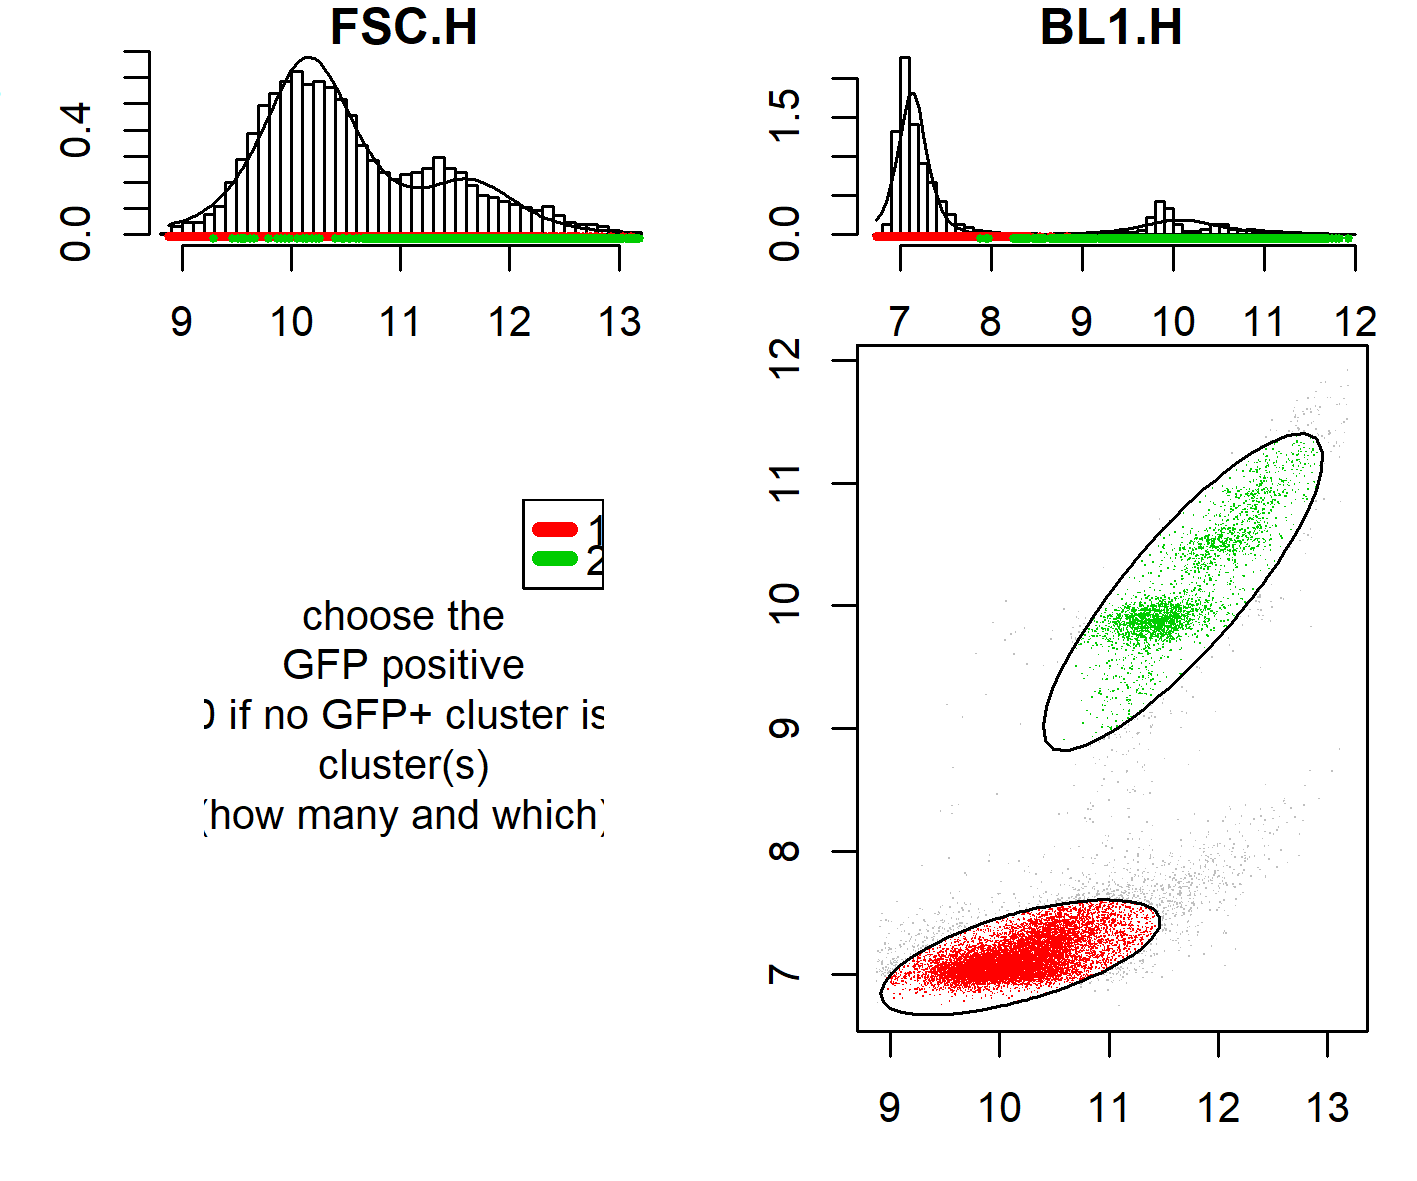 FSC.H
BL1.H
0.4
0.0
1.5
0.0
9 10 11 12 13
7 8 9 10 11 12
12
11
10
9
8
7
1
2
choose the
GFP positive
0 if no GFP+ cluster is
cluster(s)
(how many and which)
9 10 11 12 13